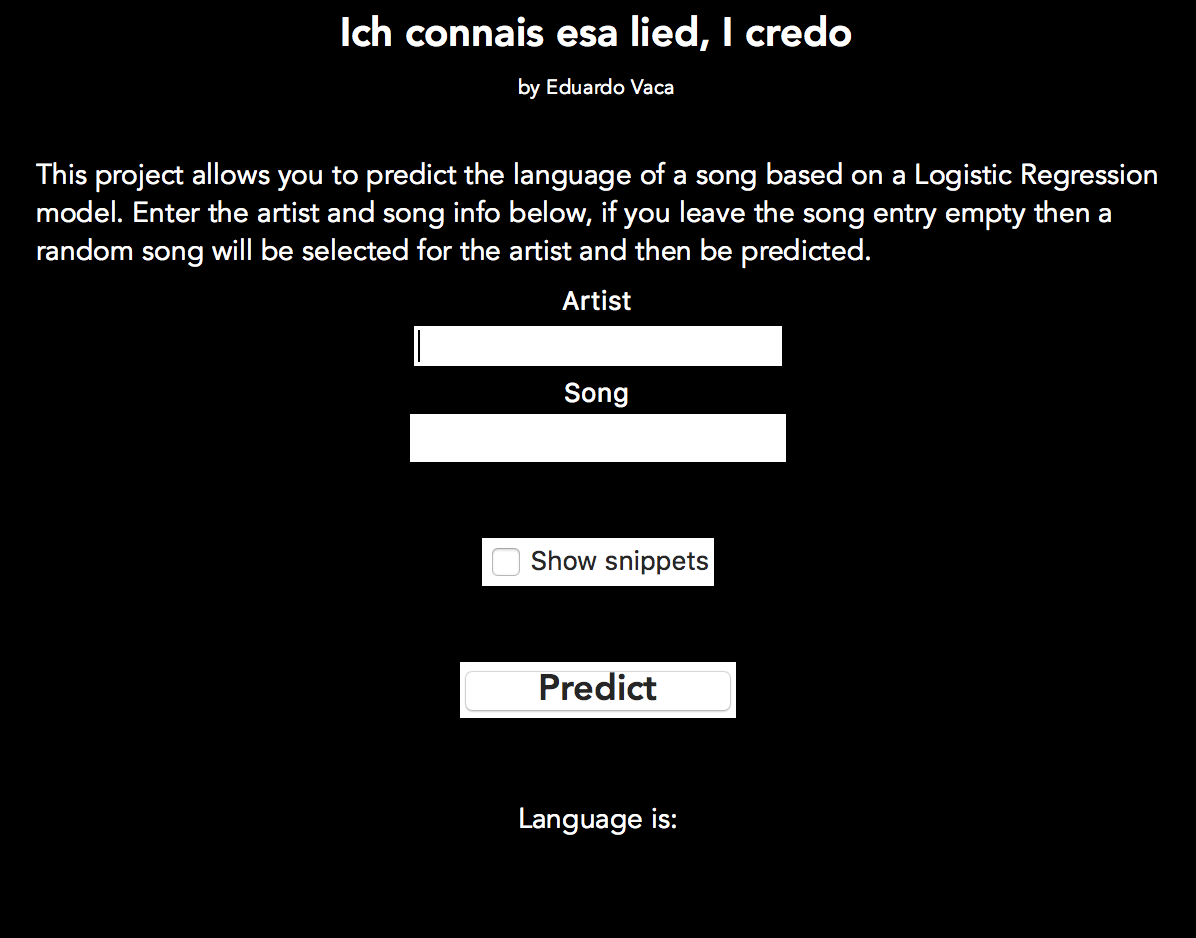 Ich connais esa lied, I credo
by Eduardo Vaca
This project allows you to predict the language of a song based on a Logistic Regression
model. Enter the artist and song info below, if you leave the song entry empty then a
random song will be selected for the artist and then be predicted.
Artist
Song
Show snippets
Predict
Language is: